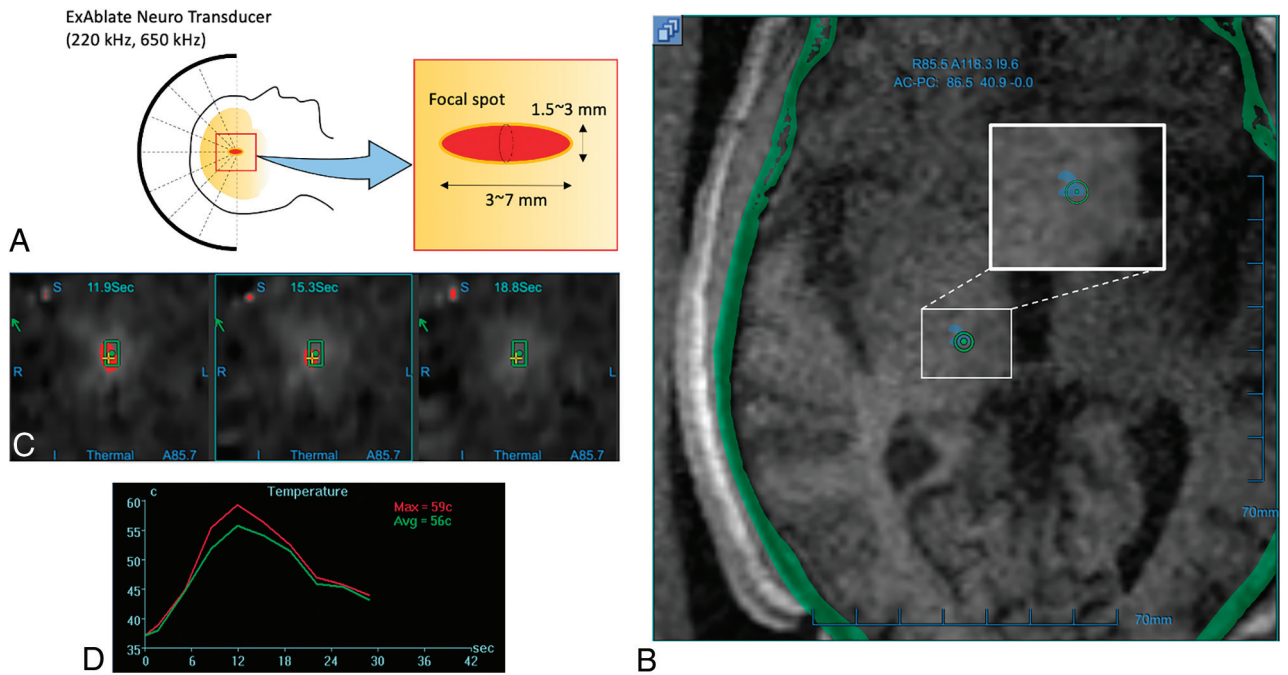 ExAblate Neuro Transducer
(220 kHz, 650 kHz)
Focal spot
1.5~3 mm
3~7 mm
A
R85.5 A118.3 I9.6
AC-PC: 86.5 40.9 -0.0
70mm
70mm
B
S 11.9Sec
R
I Thermal A85.7
S 15.3Sec
I Thermal A85.7
S 18.8Sec
L
I Thermal A85.7
R L
R L
C
c Temperature
Max = 59c
Avg = 56c
60
55
50
45
40
35
0 6 12 18 24 30 36 42
sec
D